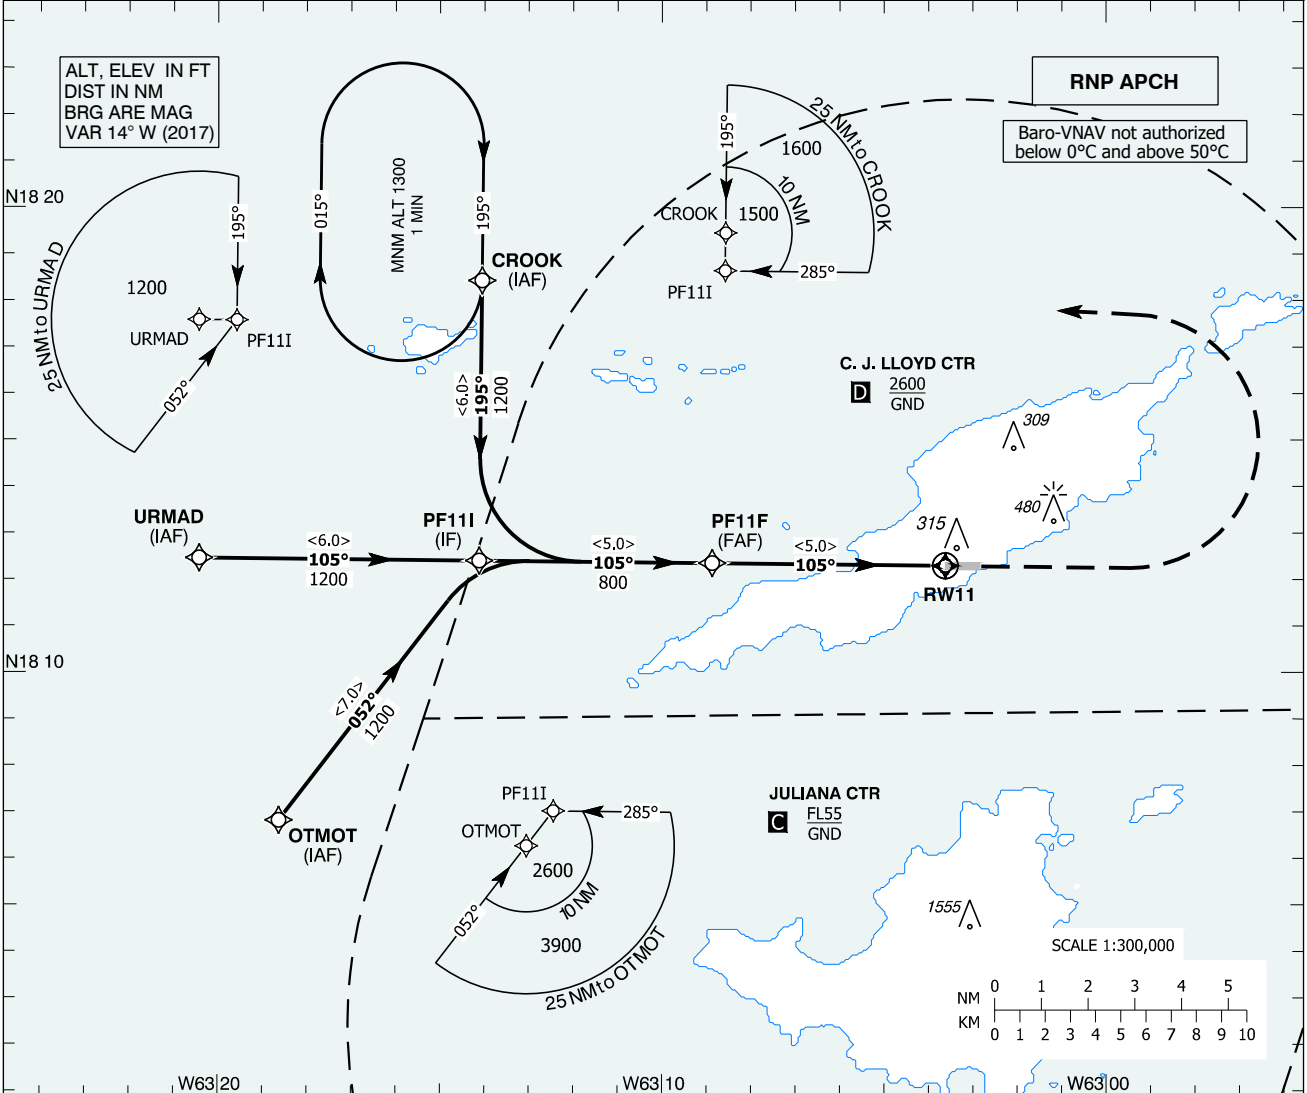 ALT, ELEV IN FT
DIST IN NM
BRG ARE MAG
VAR 14° W (2017)
RNP APCH
Baro-VNAV not authorized
below 0°C and above 50°C
N18 20
015°
MNM ALT 1300
1 MIN
195°
CROOK
(IAF)
25 NM to URMAD
195°
1200
URMAD
PF11I
052°
25 NM to CROOK
195°
1600
10 NM
CROOK
1500
PF11I
285°
<6.0>
195°
1200
C. J. LLOYD CTR
D
2600
GND
309
480
315
URMAD
(IAF)
<6.0>
105°
1200
PF11I
(IF)
<5.0>
105°
800
PF11F
(FAF)
<5.0>
105°
RW11
N18 10
<7.0>
052°
1200
OTMOT
(IAF)
PF11I
285°
OTMOT
2600
10 NM
052°
3900
25 NM to OTMOT
JULIANA CTR
C
FL55
GND
1555
SCALE 1:300,000
NM
0 1 2 3 4 5
KM
0 1 2 3 4 5 6 7 8 9 10
W63 20
W63 10
W63 00